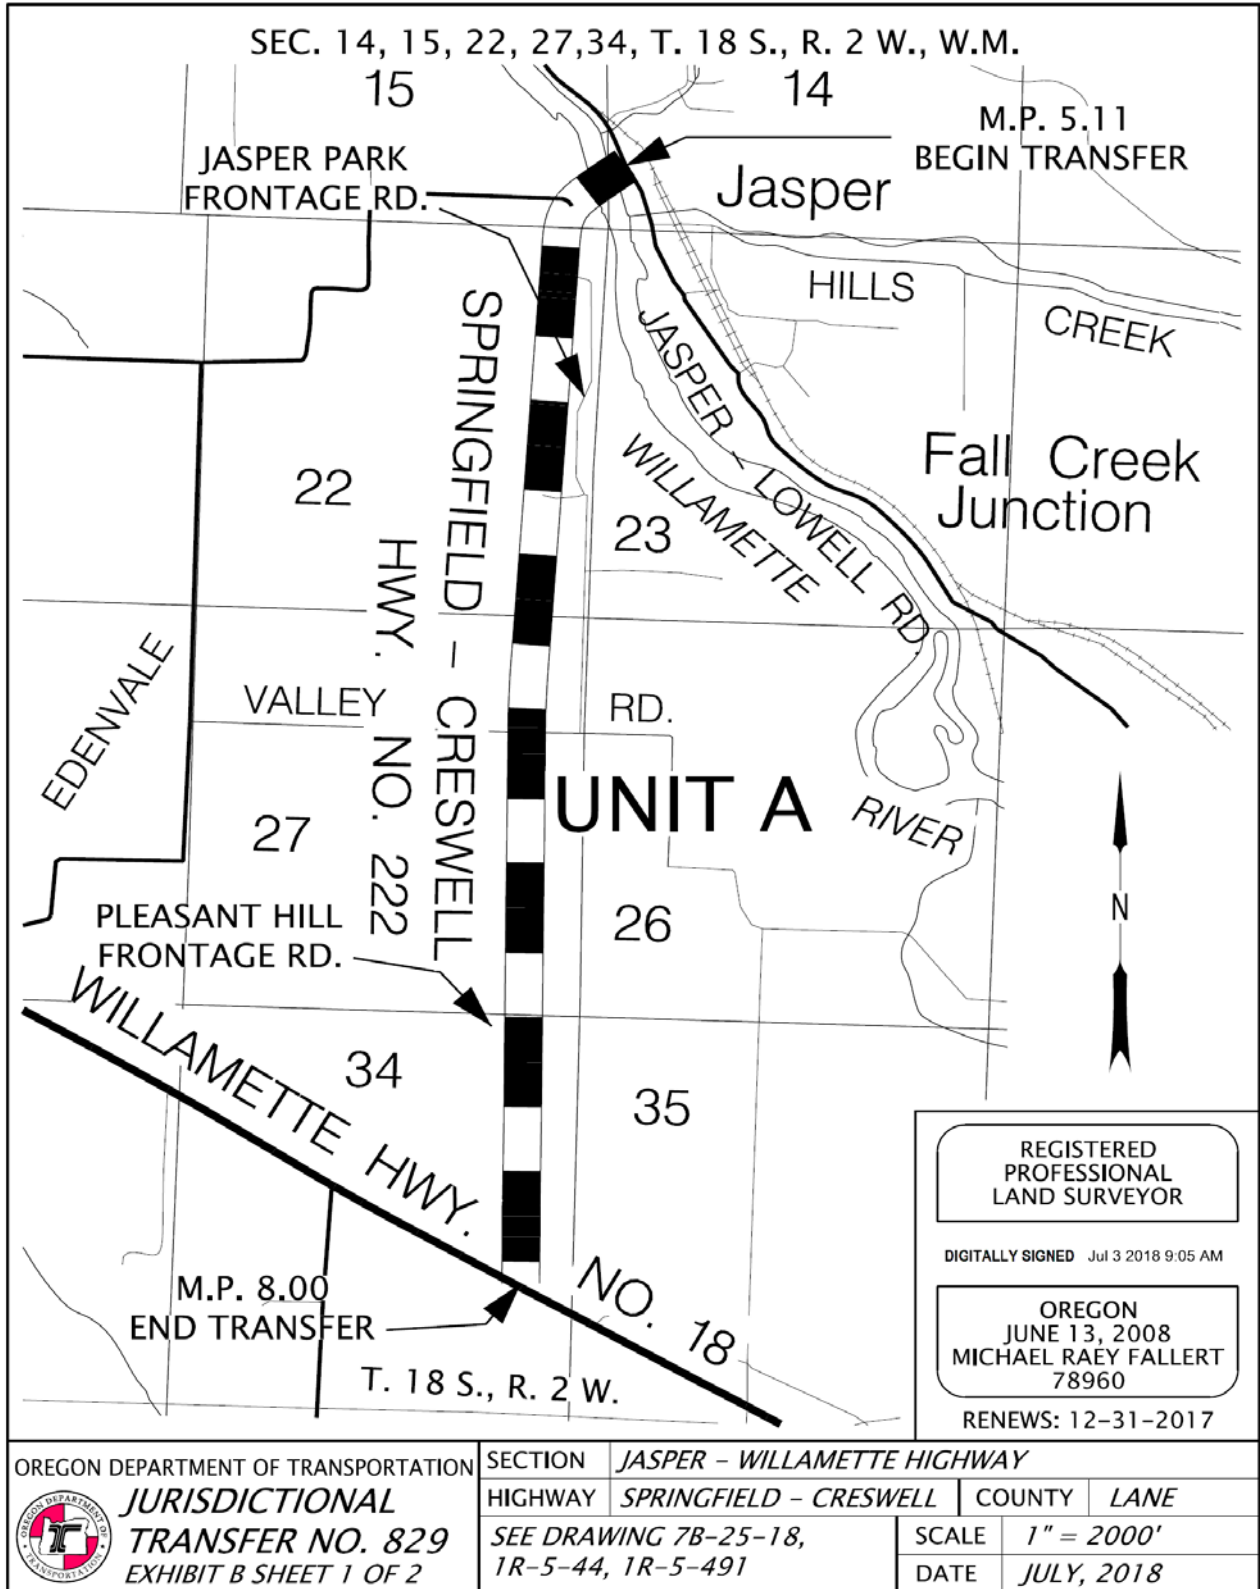 SEC. 14, 15, 22, 27,34, T. 18 S., R. 2 W., W.M.
15
14
M.P. 5.11
BEGIN TRANSFER
JASPER PARK
FRONTAGE RD.
Jasper
HILLS
CREEK
SPRINGFIELD – CRESWELL
HWY. NO. 222
JASPER – LOWELL RD.
WILLAMETTE
RIVER
Fall Creek
Junction
22
23
EDENVALE
VALLEY
RD.
UNIT A
27
26
PLEASANT HILL
FRONTAGE RD.
N
WILLAMETTE HWY.
NO. 18
34
35
M.P. 8.00
END TRANSFER
T. 18 S., R. 2 W.
REGISTERED
PROFESSIONAL
LAND SURVEYOR
DIGITALLY SIGNED Jul 3 2018 9:05 AM
OREGON
JUNE 13, 2008
MICHAEL RAEY FALLERT
78960
RENEWS: 12-31-2017
OREGON DEPARTMENT OF TRANSPORTATION
OREGON DEPARTMENT OF TRANSPORTATION
JURISDICTIONAL
TRANSFER NO. 829
EXHIBIT B SHEET 1 OF 2
SECTION JASPER – WILLAMETTE HIGHWAY
HIGHWAY SPRINGFIELD – CRESWELL COUNTY LANE
SEE DRAWING 7B-25-18,
1R-5-44, 1R-5-491
SCALE 1" = 2000'
DATE JULY, 2018